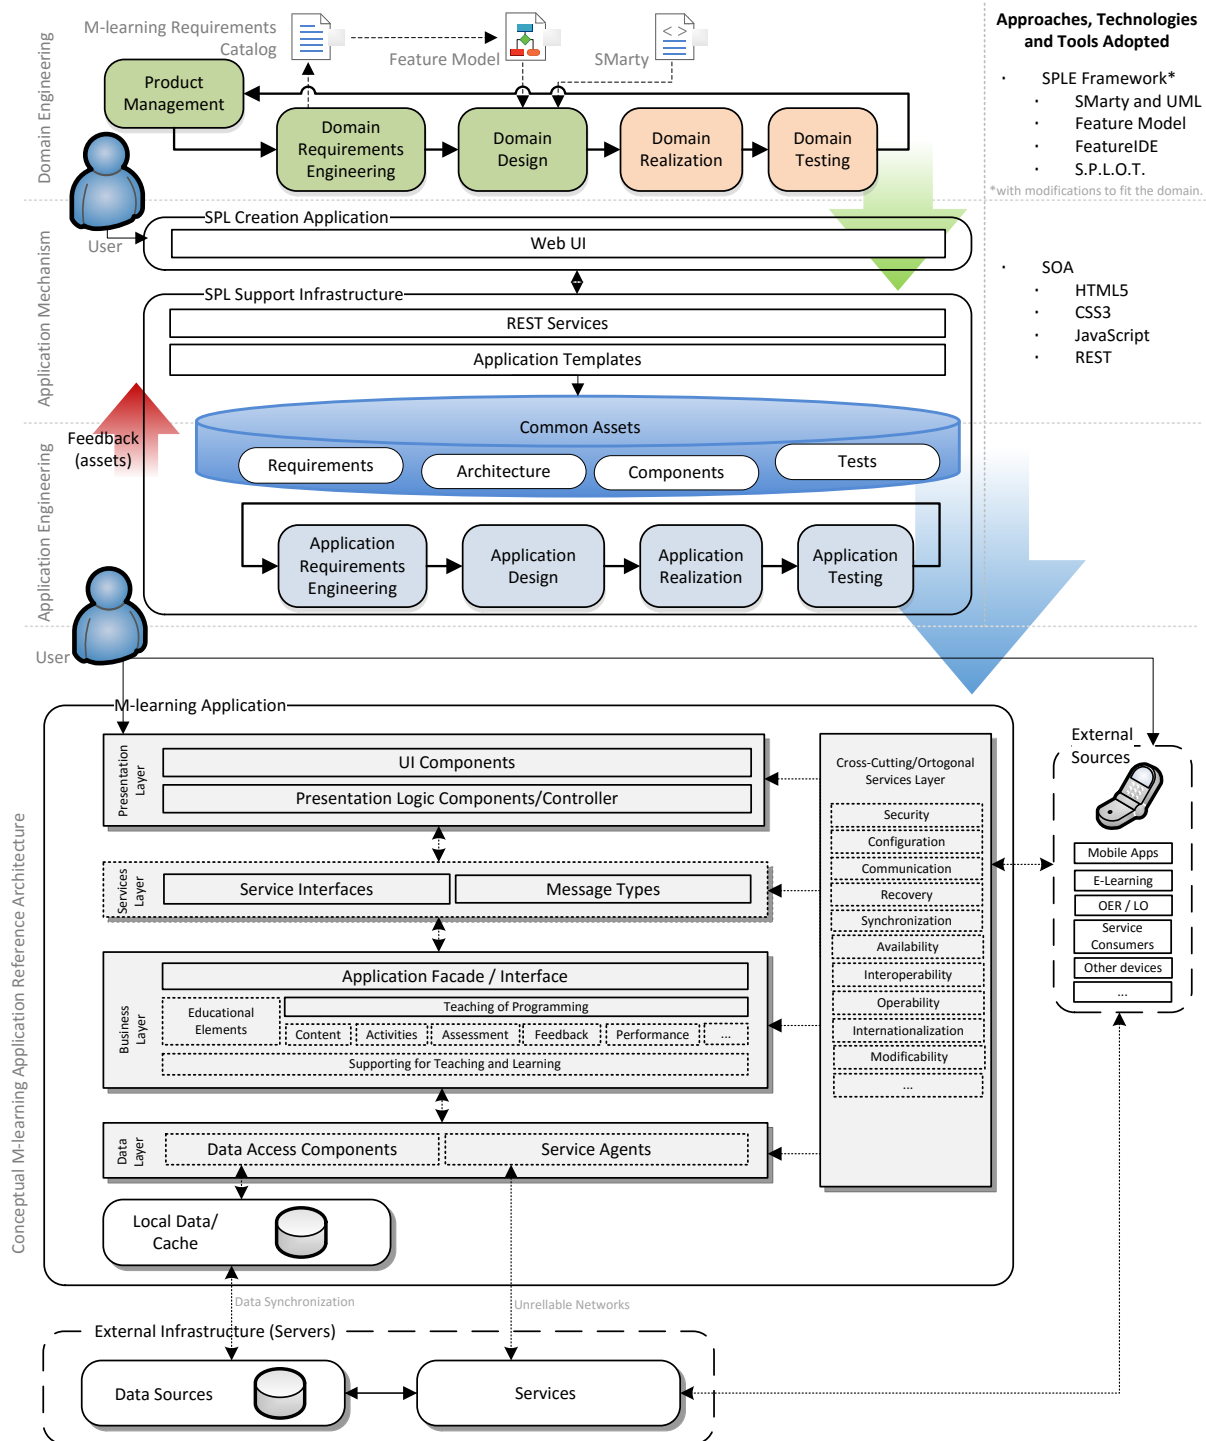 M-learning Requirements
Catalog
Feature Model
SMarty
Approaches, Technologies
and Tools Adopted
· SPLE Framework*
· SMarty and UML
· Feature Model
· FeatureIDE
· S.P.L.O.T.
*with modifications to fit the domain.
Domain Engineering
Product
Management
Domain
Requirements
Engineering
Domain
Design
Domain
Realization
Domain
Testing
User
Application Mechanism
SPL Creation Application
Web UI
SPL Support Infrastructure
REST Services
Application Templates
· SOA
· HTML5
· CSS3
· JavaScript
· REST
Feedback
(assets)
Common Assets
Requirements
Architecture
Components
Tests
Application Engineering
Application
Requirements
Engineering
Application
Design
Application
Realization
Application
Testing
User
Conceptual M-learning Application Reference Architecture
M-learning Application
Presentation
Layer
UI Components
Presentation Logic Components/Controller
Services
Layer
Service Interfaces
Message Types
Business
Layer
Application Facade / Interface
Educational
Elements
Teaching of Programming
Content
Activities
Assessment
Feedback
Performance
...
Supporting for Teaching and Learning
Data
Layer
Data Access Components
Service Agents
Local Data/
Cache
Cross-Cutting/Ortogonal
Services Layer
Security
Configuration
Communication
Recovery
Synchronization
Availability
Interoperability
Operability
Internationalization
Modificability
...
External
Sources
Mobile Apps
E-Learning
OER / LO
Service
Consumers
Other devices
...
Data Synchronization
Unrellable Networks
External Infrastructure (Servers)
Data Sources
Services